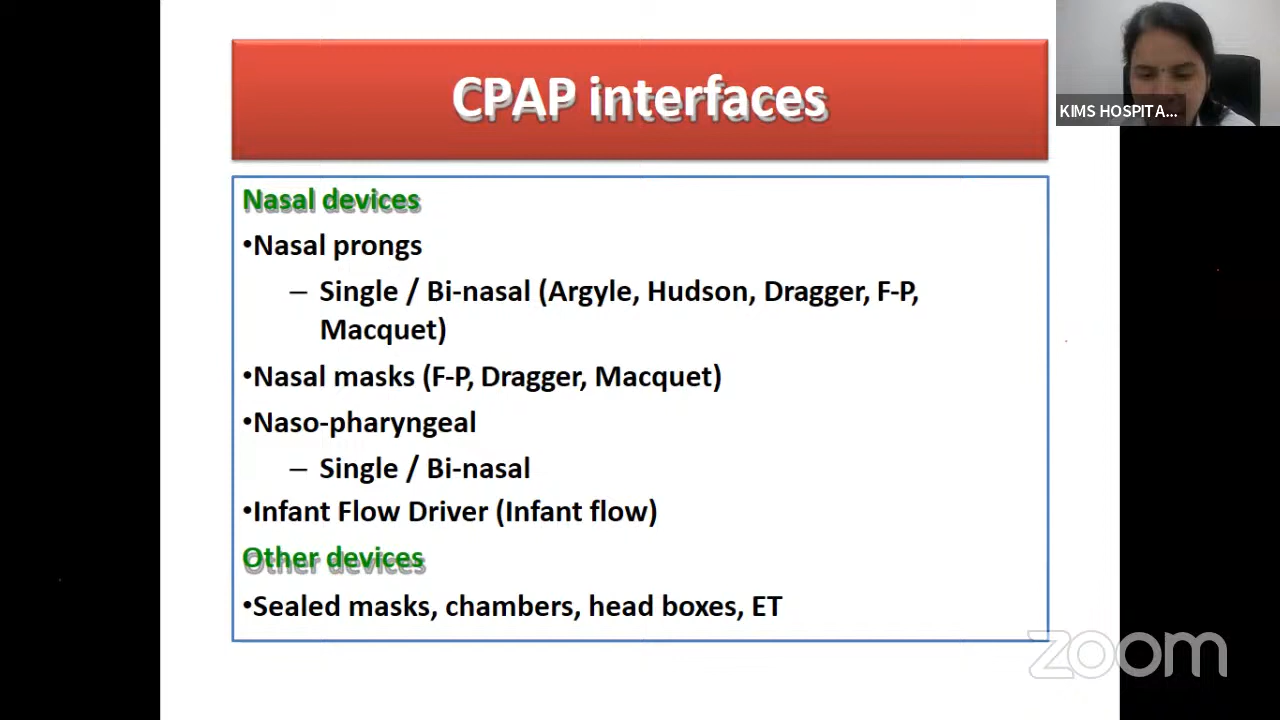 CPAP interfaces
KIMS HOSPITA...
Nasal devices
•Nasal prongs
– Single / Bi-nasal (Argyle, Hudson, Dragger, F-P,
Macquet)
•Nasal masks (F-P, Dragger, Macquet)
•Naso-pharyngeal
– Single / Bi-nasal
•Infant Flow Driver (Infant flow)
Other devices
•Sealed masks, chambers, head boxes, ET
zoom